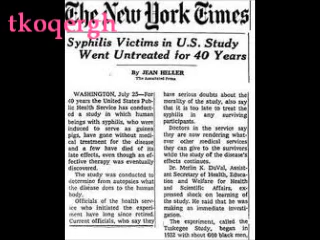 The New York Times
tkoqergh
Syphilis Victims in U.S. Study
Went Untreated for 40 Years
By JEAN HELLER
The Associated Press
WASHINGTON, July 25—For
40 years the United States Pub-
lic Health Service has conduct-
ed a study in which human
beings with syphilis, who were
induced to serve as guinea
pigs, have gone without med-
ical treatment for the disease
and a few have died of its
late effects, even though an ef-
fective therapy was eventually
discovered.
The study was conducted to
determine from autopsies what
the disease does to the human
body.
Officials of the health serv-
ice who initiated the experi-
ment have long since retired.
Current officials, who say they
have serious doubts about the
morality of the study, also say
that it is too late to treat the
syphilis in any surviving
participants.
Doctors in the service say
they are now rendering what-
ever other medical services
they can give to the survivors
while the study of the disease's
effects continues.
Dr. Merlin K. DuVal, Assist-
ant Secretary of Health, Educa-
tion and Welfare for Health
and Scientific Affairs, ex-
pressed shock on learning of
the study. He said that he was
making an immediate investi-
gation.
The experiment, called the
Tuskegee Study, began in
1932 with about 600 black men,